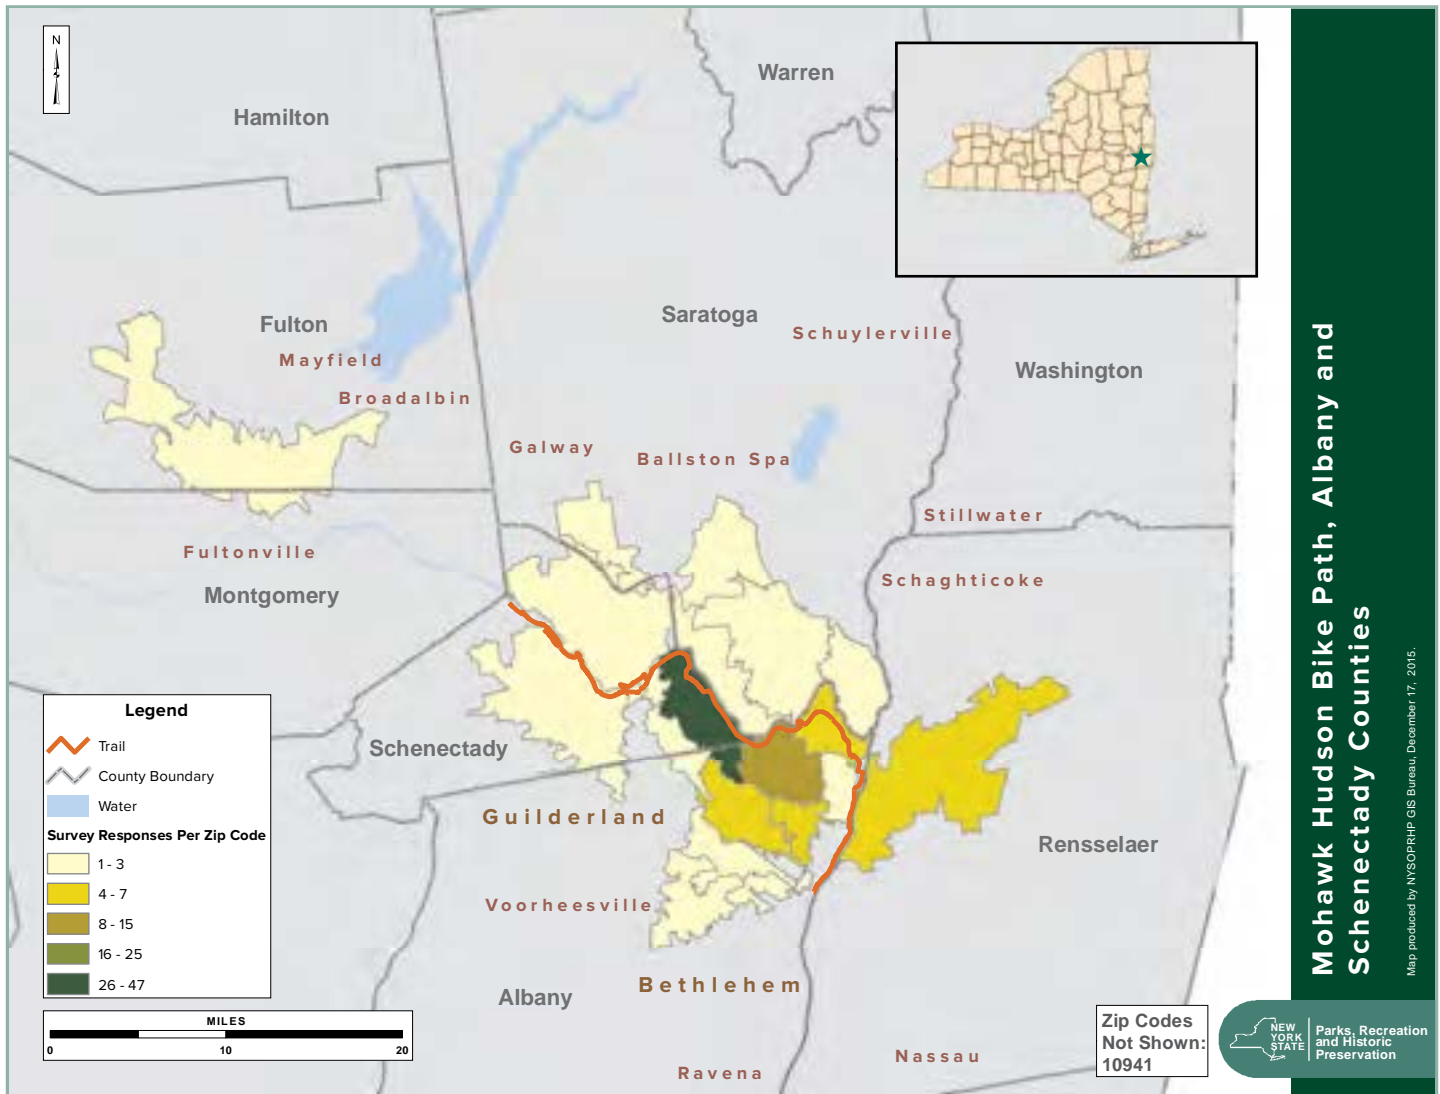 N
Hamilton
Warren
Fulton
Mayfield
Broadalbin
Saratoga
Schuylerville
Washington
Galway
Ballston Spa
Stillwater
Fultonville
Montgomery
Schaghticoke
Schenectady
Guilderland
Rensselaer
Voorheesville
Bethlehem
Albany
Nassau
Ravena
Legend
Trail
County Boundary
Water
Survey Responses Per Zip Code
1 - 3
4 - 7
8 - 15
16 - 25
26 - 47
MILES
0 10 20
Zip Codes
Not Shown:
10941
Mohawk Hudson Bike Path, Albany and
Schenectady Counties
Map produced by NYSOPRHP GIS Bureau, December 17, 2015.
NEW
YORK
STATE
Parks, Recreation
and Historic
Preservation